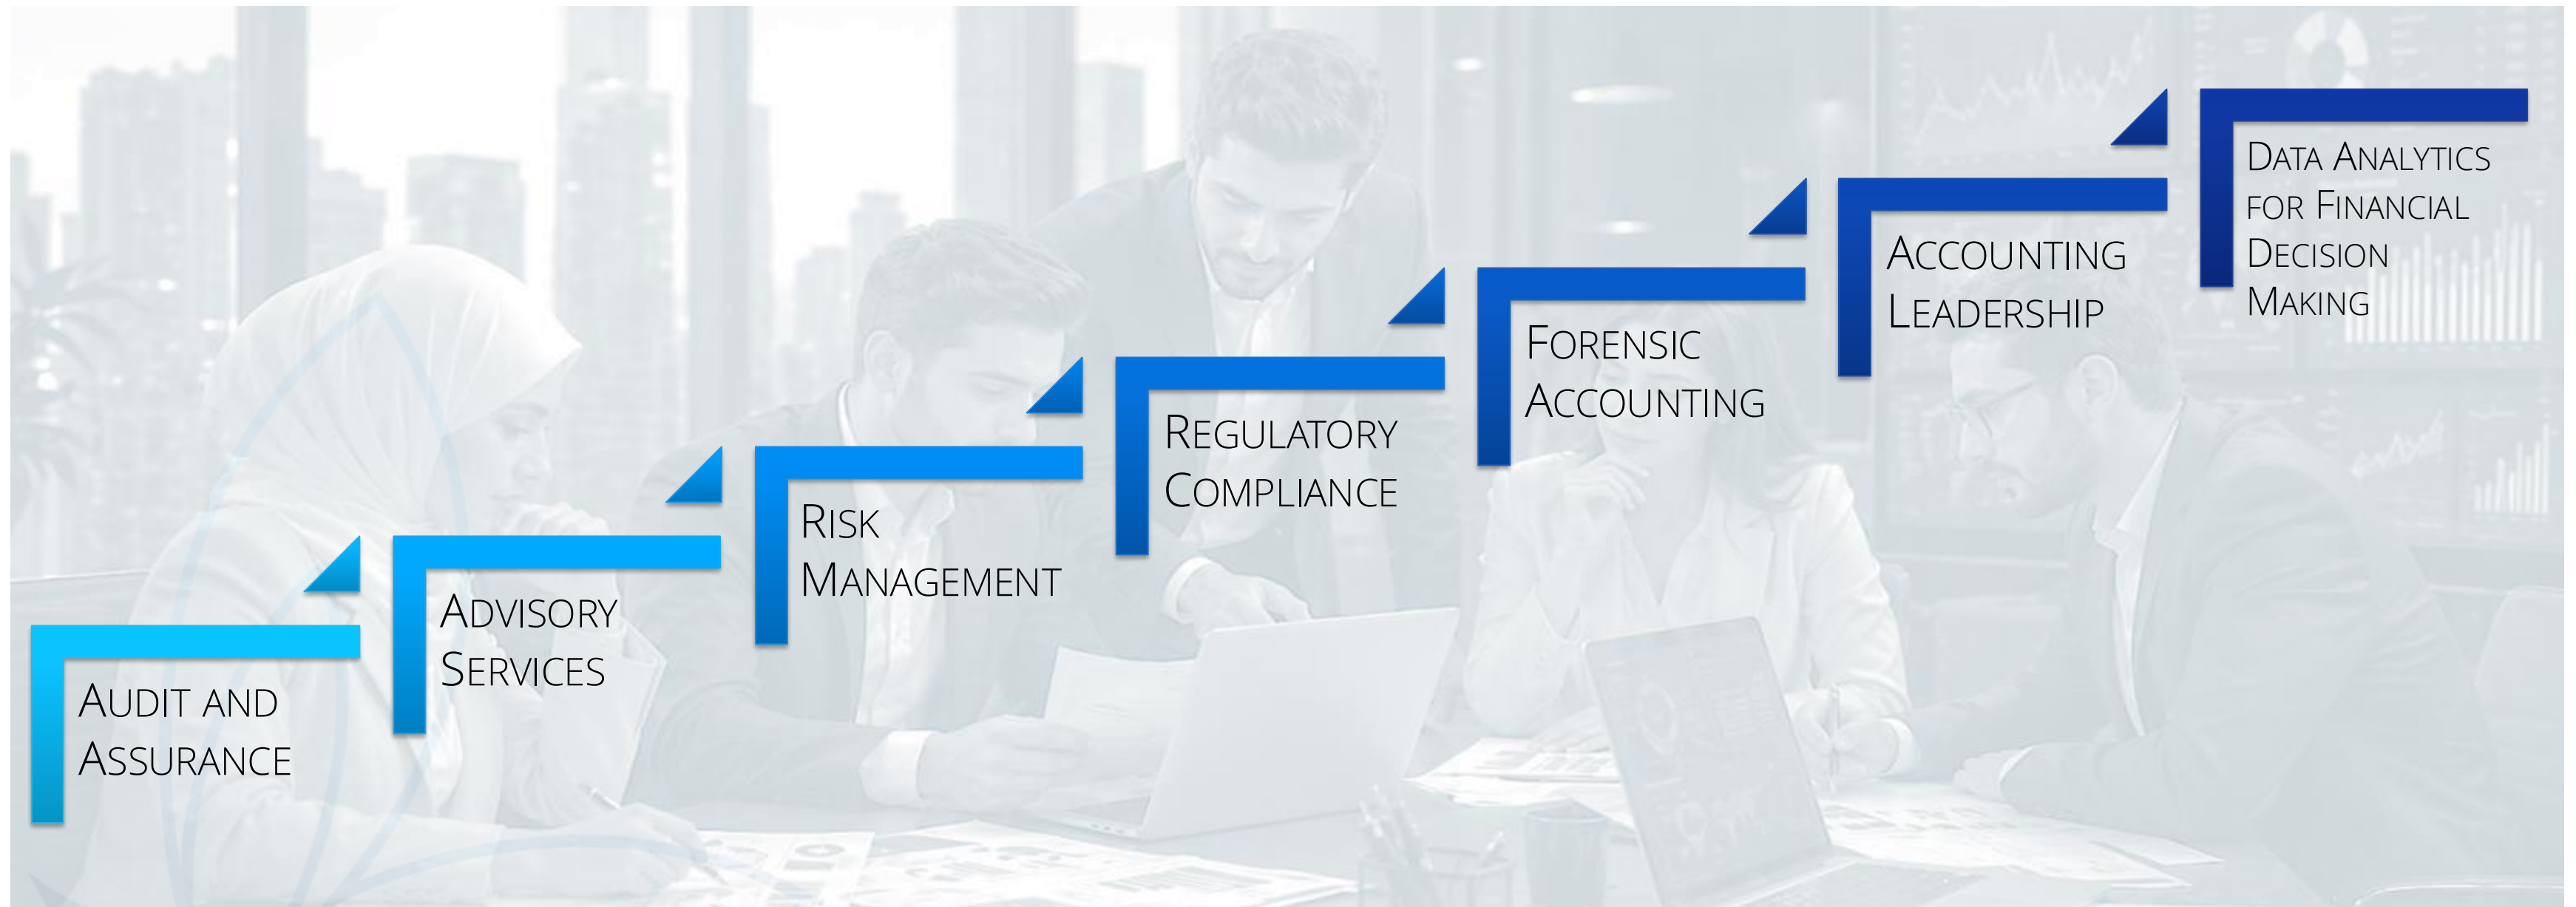 Audit and
Assurance
Advisory
Services
Risk
Management
Regulatory
Compliance
Forensic
Accounting
Accounting
Leadership
Data Analytics
for Financial
Decision
Making